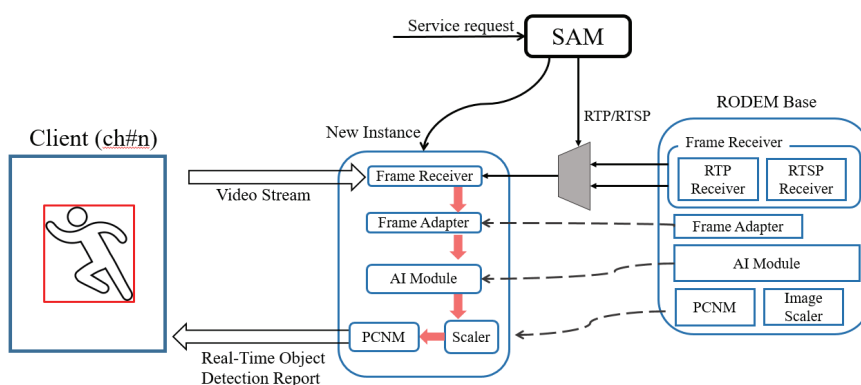 Service request
SAM
RTP/RTSP
RODEM Base
Client (ch#n)
New Instance
Frame Receiver
RTP
Receiver
RTSP
Receiver
Video Stream
Frame Receiver
Frame Adapter
Frame Adapter
AI Module
AI Module
PCNM
Image
Scaler
PCNM
Scaler
Real-Time Object
Detection Report